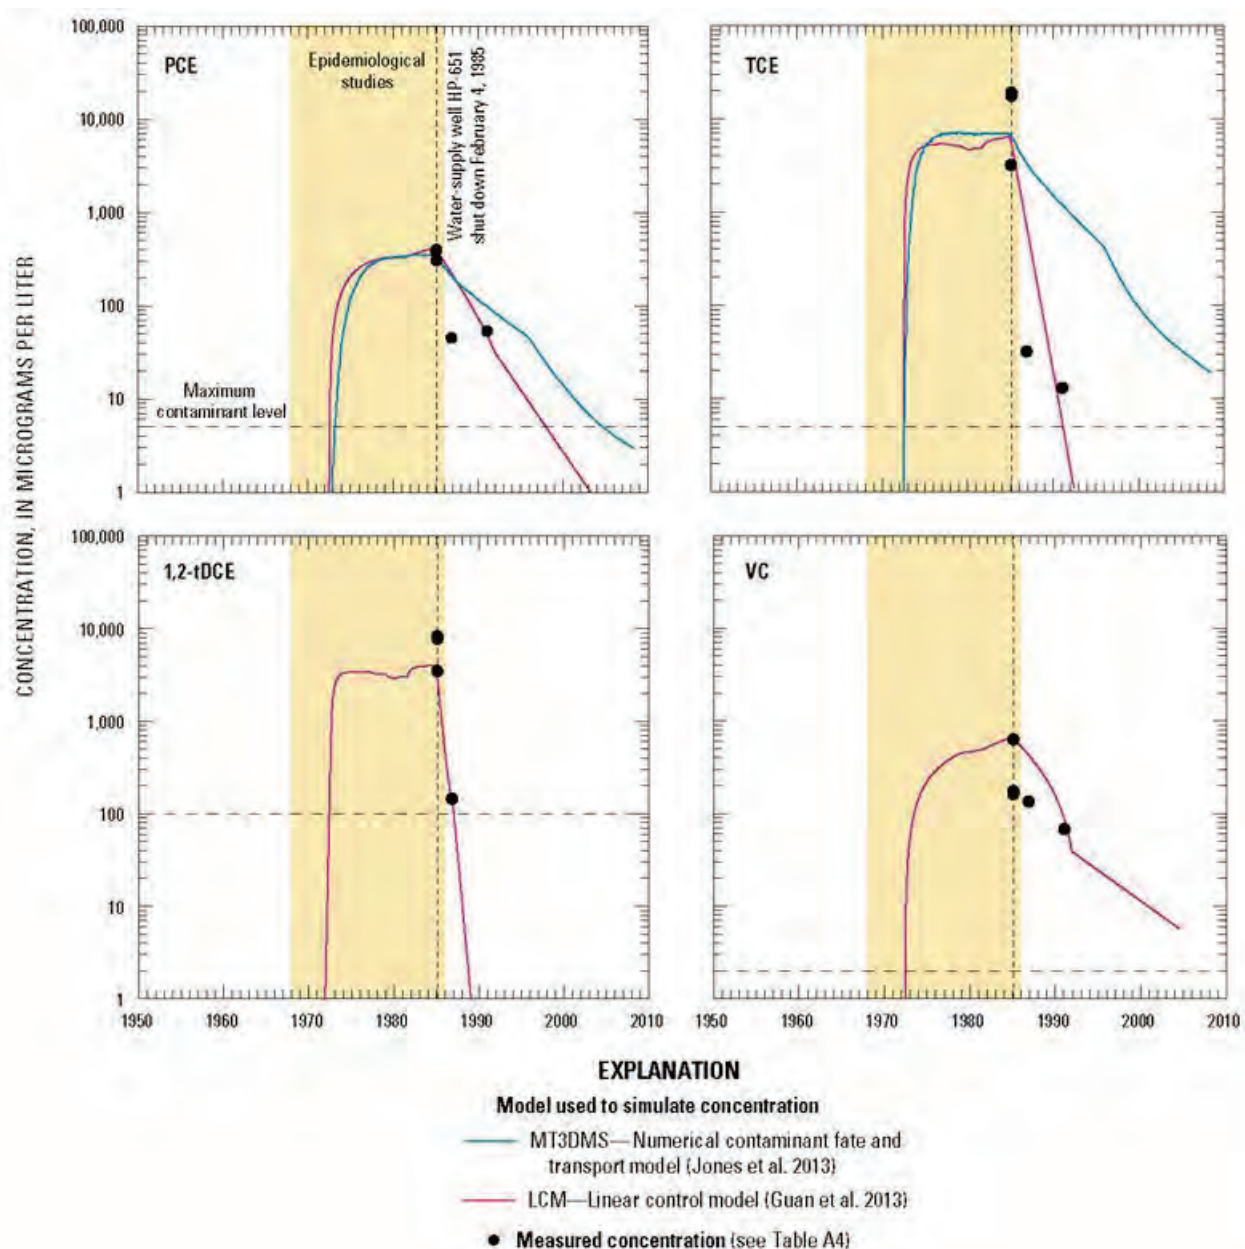 CONCENTRATION, IN MICROGRAMS PER LITER
100,000
10,000
1,000
100
10
1
PCE
Epidemiological
studies
Water-supply well HP-651
shut down February 4, 1985
Maximum
contaminant level
TCE
100,000
10,000
1,000
100
10
1
1,2-tDCE
VC
1950 1960 1970 1980 1990 2000 2010
1950 1960 1970 1980 1990 2000 2010
EXPLANATION
Model used to simulate concentration
MT3DMS—Numerical contaminant fate and
transport model (Jones et al. 2013)
LCM—Linear control model (Guan et al. 2013)
Measured concentration (see Table A4)